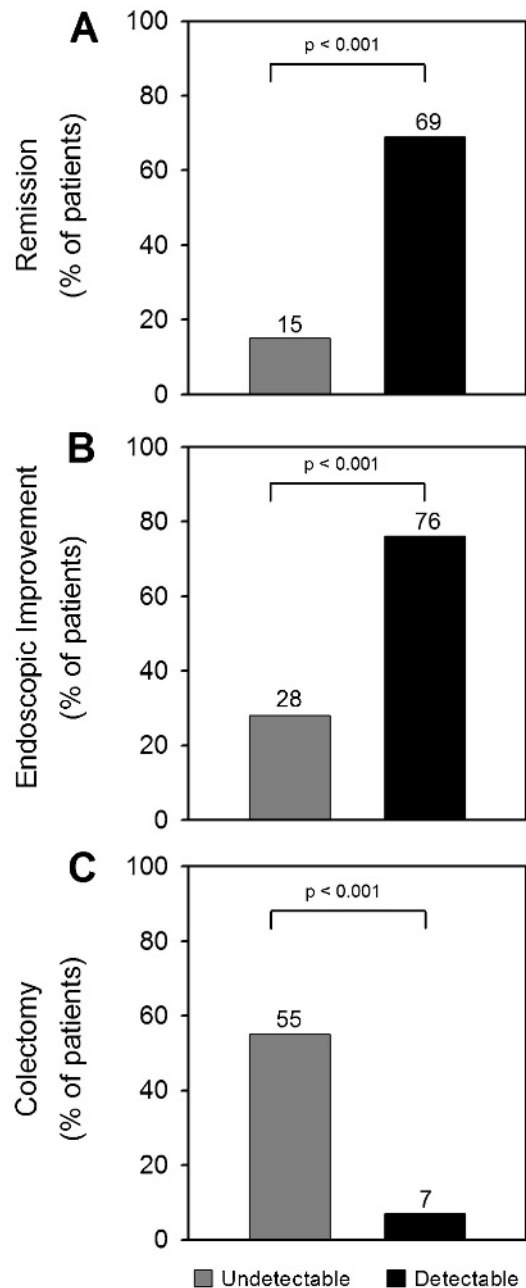 A
Remission
(% of patients)
100
80
60
40
20
0
p < 0.001
15
69
B
Endoscopic Improvement
(% of patients)
100
80
60
40
20
0
p < 0.001
28
76
C
Colectomy
(% of patients)
100
80
60
40
20
0
p < 0.001
55
7
Undetectable Detectable